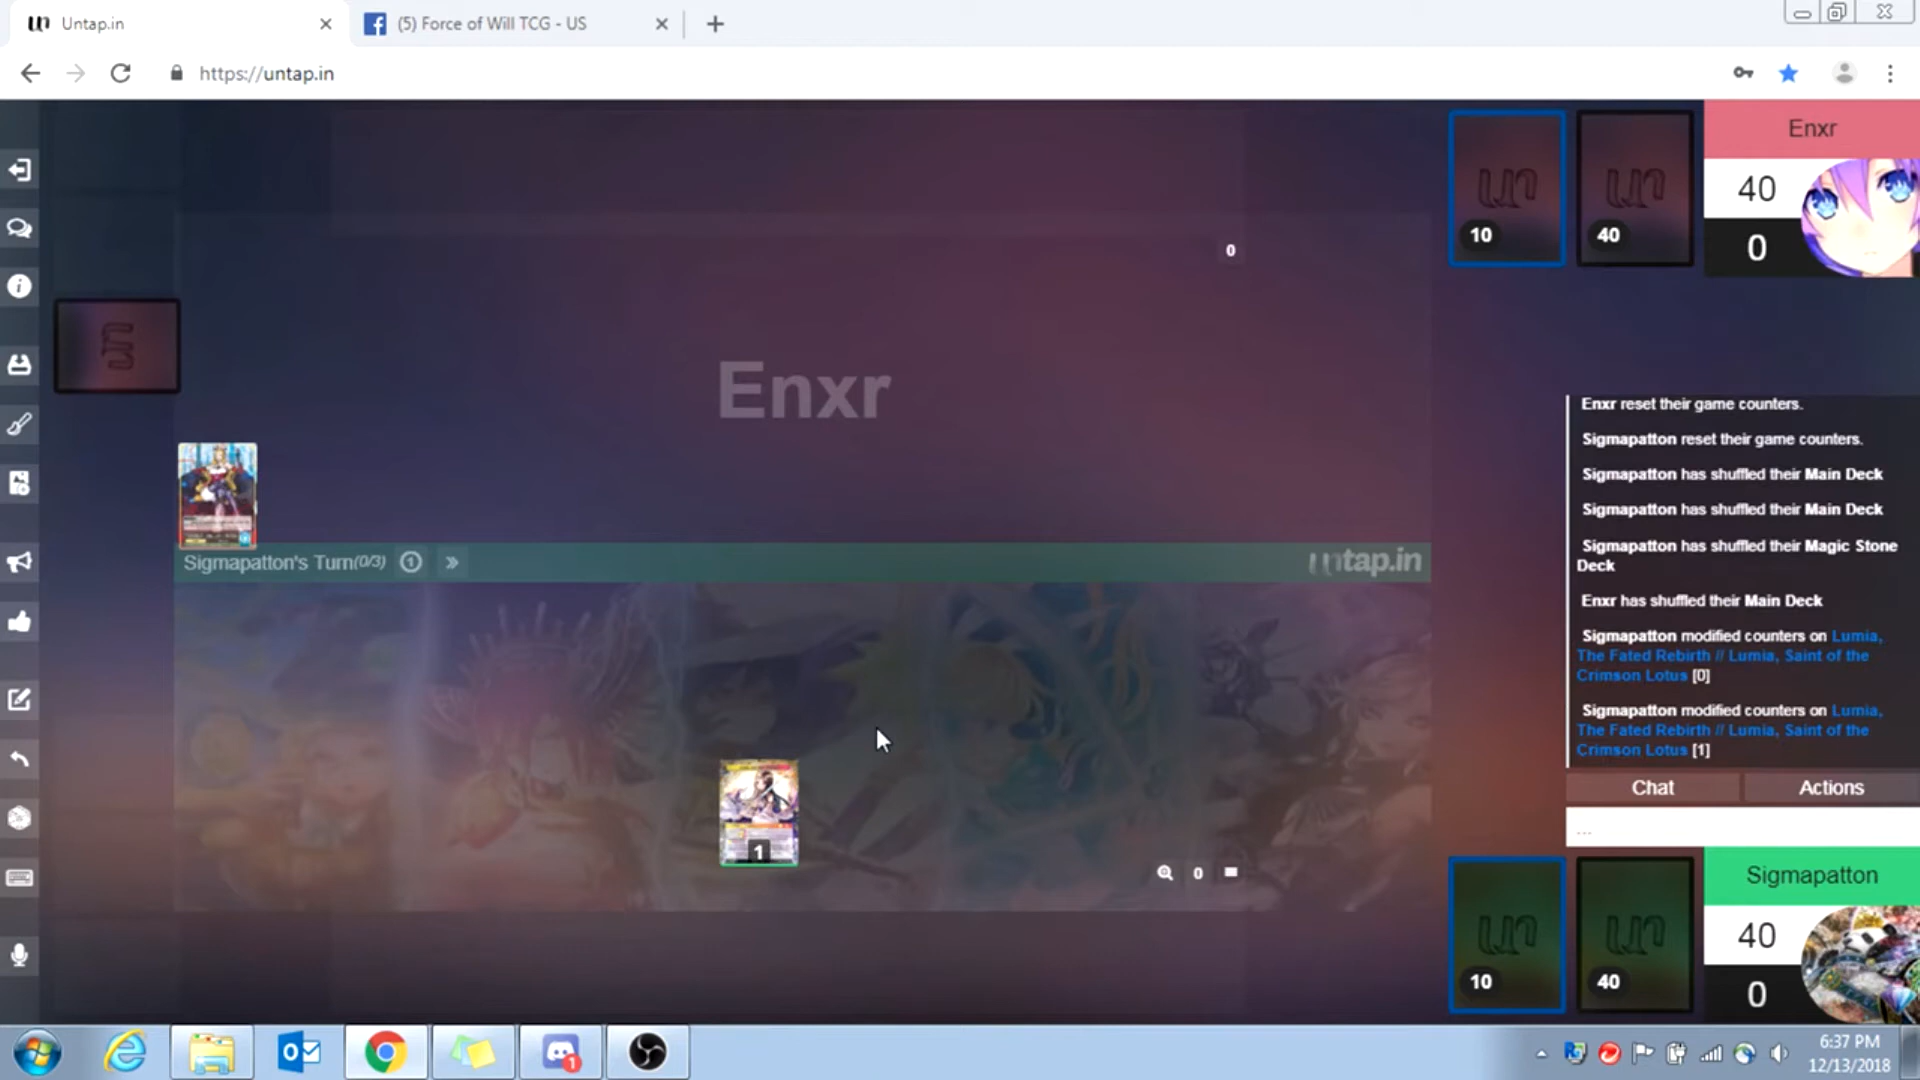 Untap.in
(5) Force of Will TCG - US
https://untap.in
Enxr
40
0
10
40
0
Enxr
Enxr reset their game counters.
Sigmapatton reset their game counters.
Sigmapatton has shuffled their Main Deck
Sigmapatton has shuffled their Main Deck
Sigmapatton has shuffled their Magic Stone
Deck
Enxr has shuffled their Main Deck
Sigmapatton modified counters on Lumia,
The Fated Rebirth // Lumia, Saint of the
Crimson Lotus [0]
Sigmapatton modified counters on Lumia,
The Fated Rebirth // Lumia, Saint of the
Crimson Lotus [1]
Sigmapatton's Turn(0/3) 1 »
untap.in
Chat
Actions
...
1
0
Sigmapatton
40
0
10
40
1
6:37 PM
12/13/2018